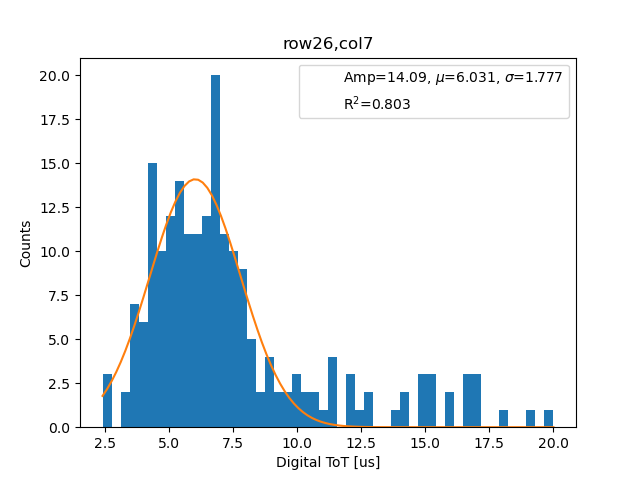 row26,col7
Amp=14.09, μ=6.031, σ=1.777
R²=0.803
20.0
17.5
15.0
12.5
10.0
7.5
5.0
2.5
0.0
Counts
2.5 5.0 7.5 10.0 12.5 15.0 17.5 20.0
Digital ToT [us]